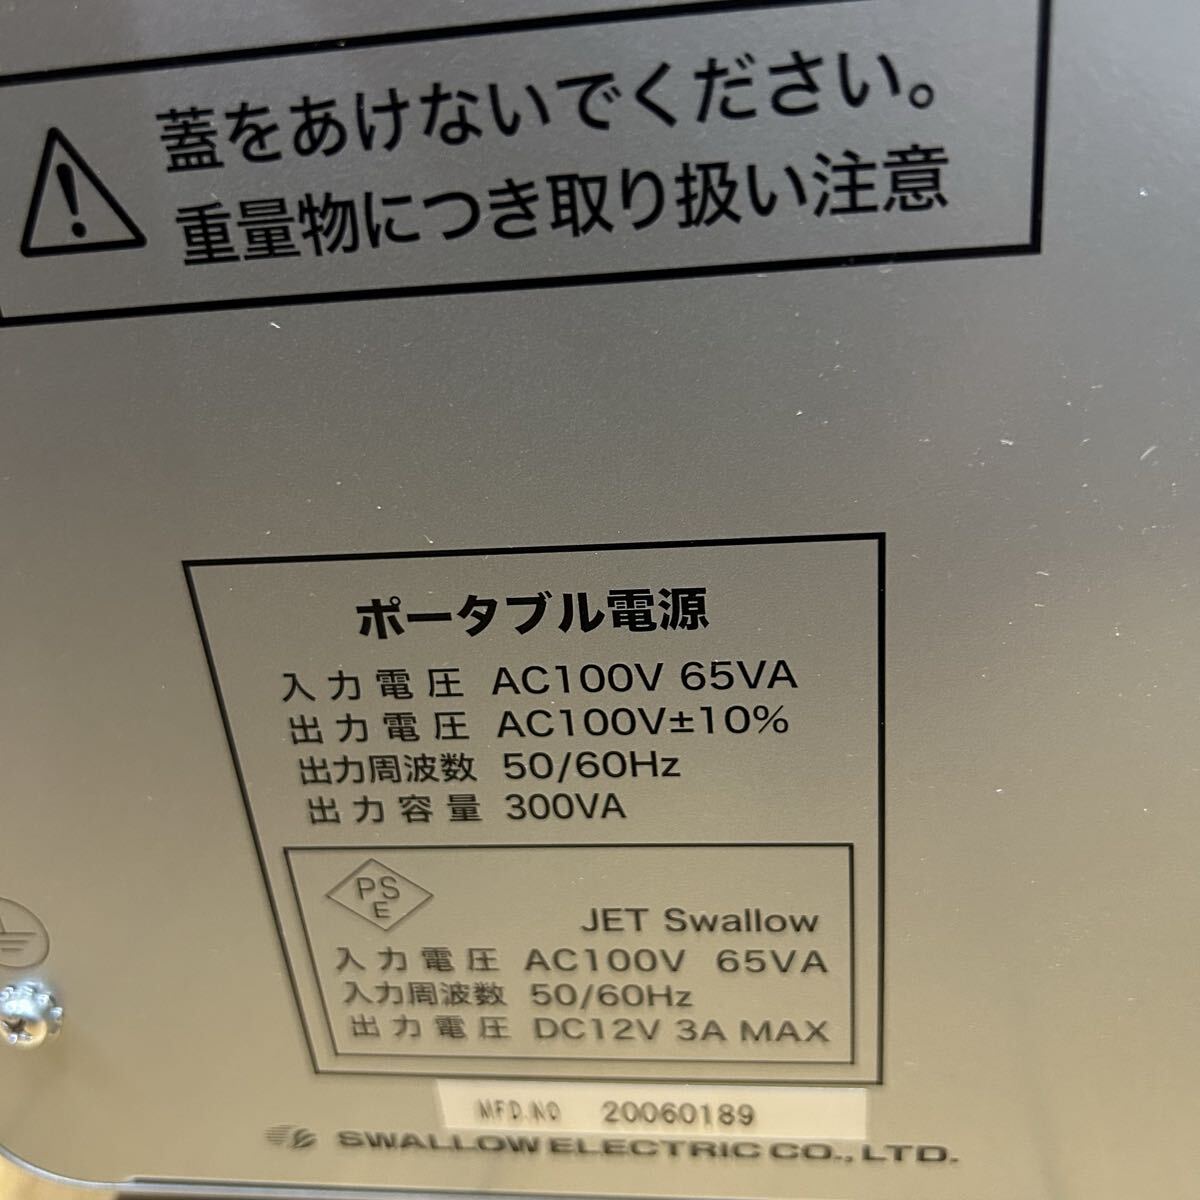 蓋をあけないでください。
重量物につき取り扱い注意
ポータブル電源
入力電圧 AC100V 65VA
出力電圧 AC100V±10%
出力周波数 50/60Hz
出力容量 300VA
PS
E
JET Swallow
入力電圧 AC100V 65VA
入力周波数 50/60Hz
出力電圧 DC12V 3A MAX
MFD.NO 20060189
SWALLOW ELECTRIC CO., LTD.